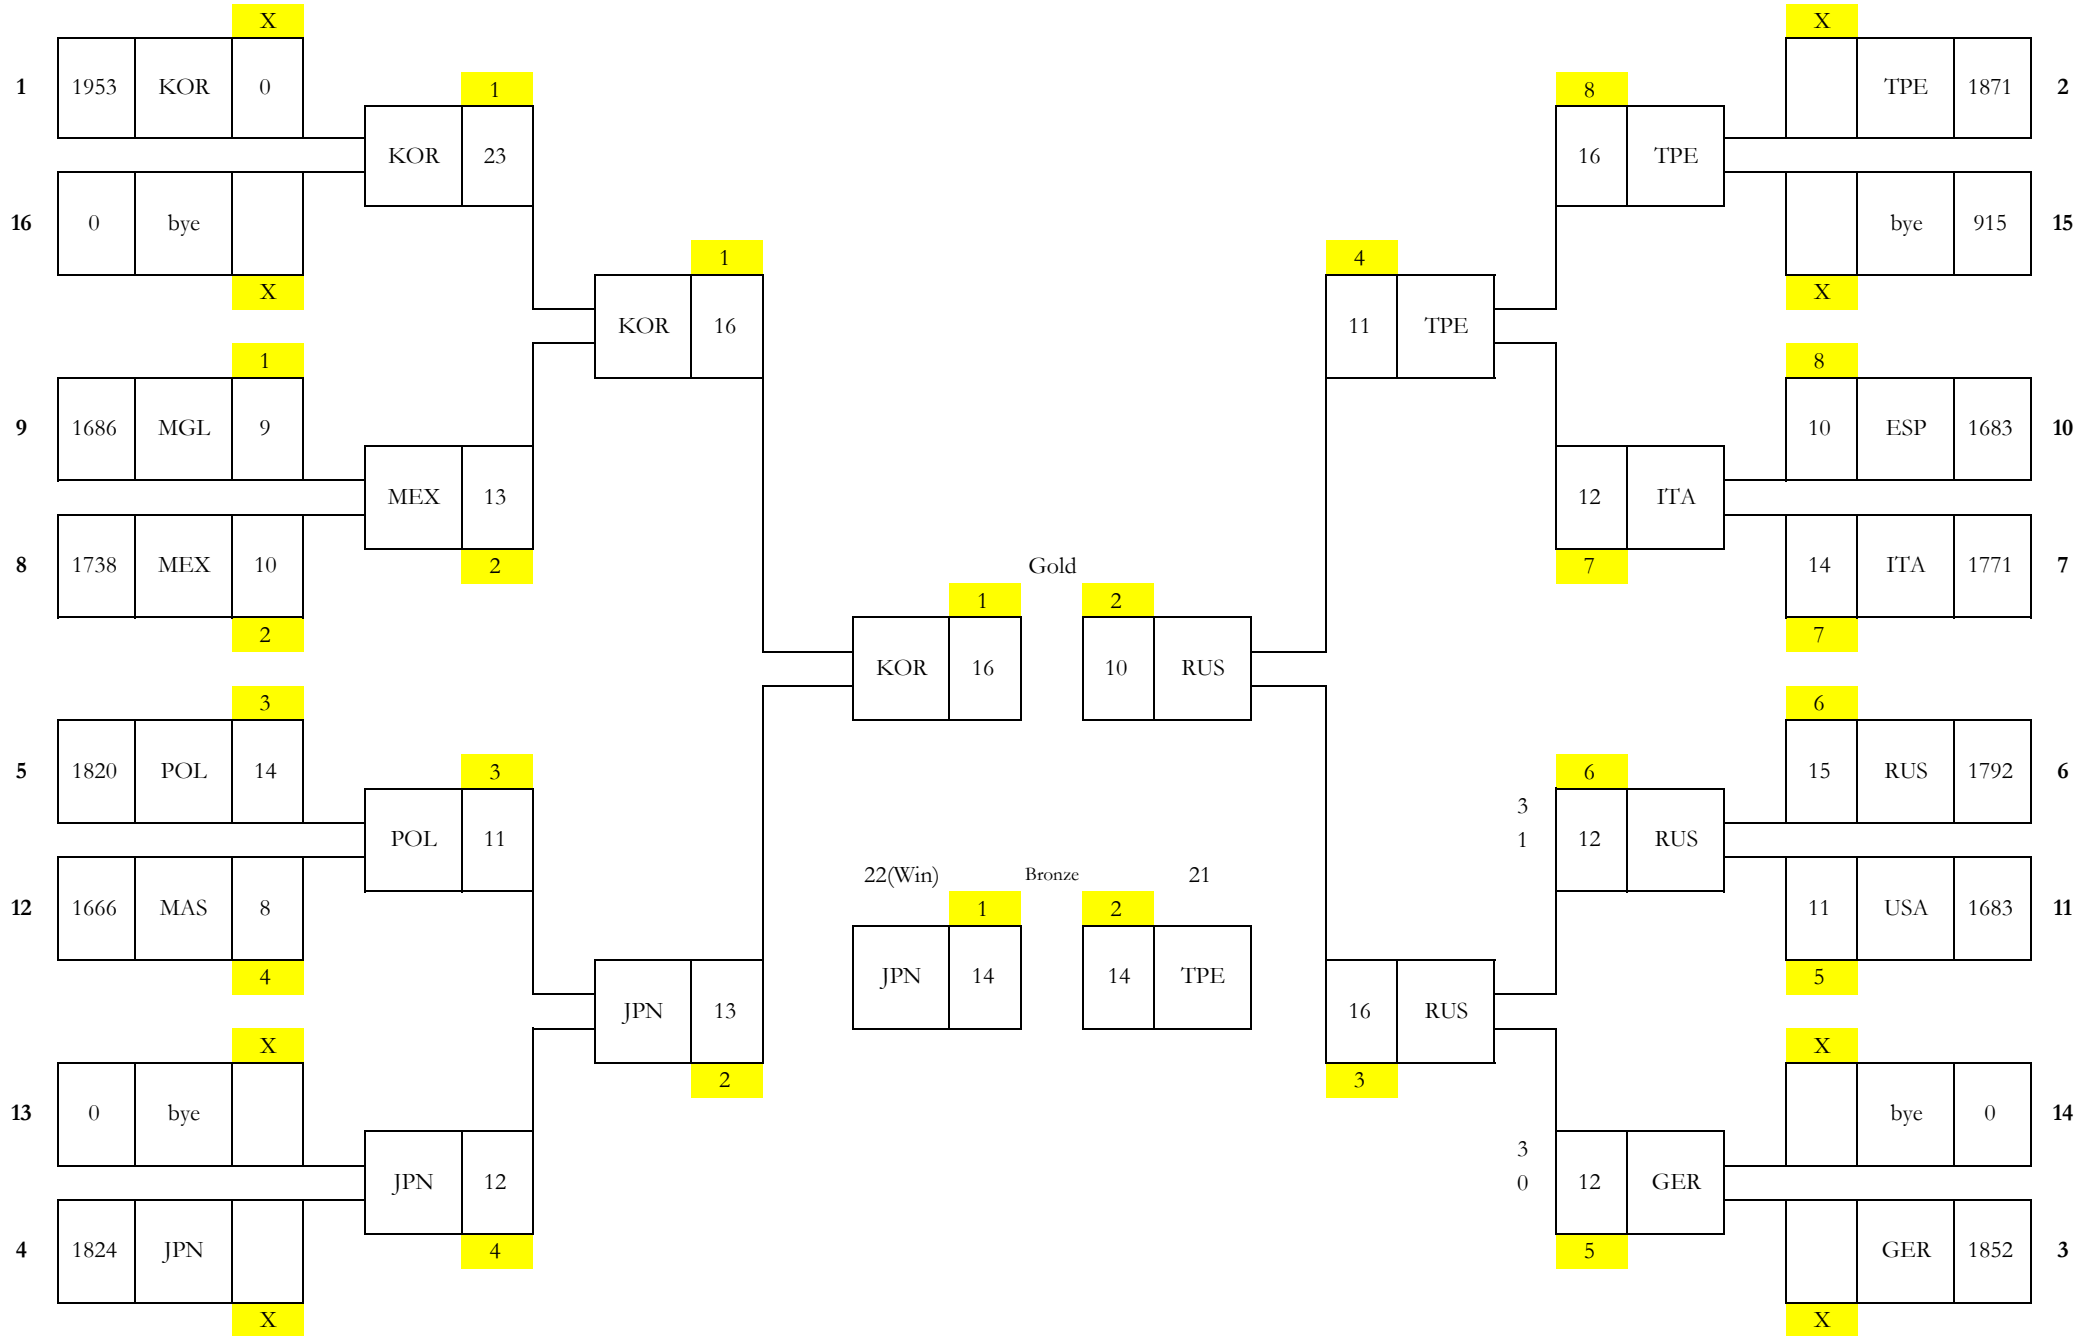 X X
1 1953 KOR 0 TPE 1871 2
1 8
KOR 23 16 TPE
16 0 bye bye 915 15
1 4
X X
KOR 16 11 TPE
1 8
9 1686 MGL 9 10 ESP 1683 10
MEX 13 12 ITA
8 1738 MEX 10 14 ITA 1771 7
2 Gold 7
1 2
2 7
KOR 16 10 RUS
3 6
5 1820 POL 14 15 RUS 1792 6
3 6
3
POL 11 1 12 RUS
22(Win) Bronze 21
12 1666 MAS 8 1 2 11 USA 1683 11
4 5
JPN 14 14 TPE
JPN 13 16 RUS
X X
2 3
13 0 bye bye 0 14
3
JPN 12 0 12 GER
4 1824 JPN GER 1852 3
4 5
X X